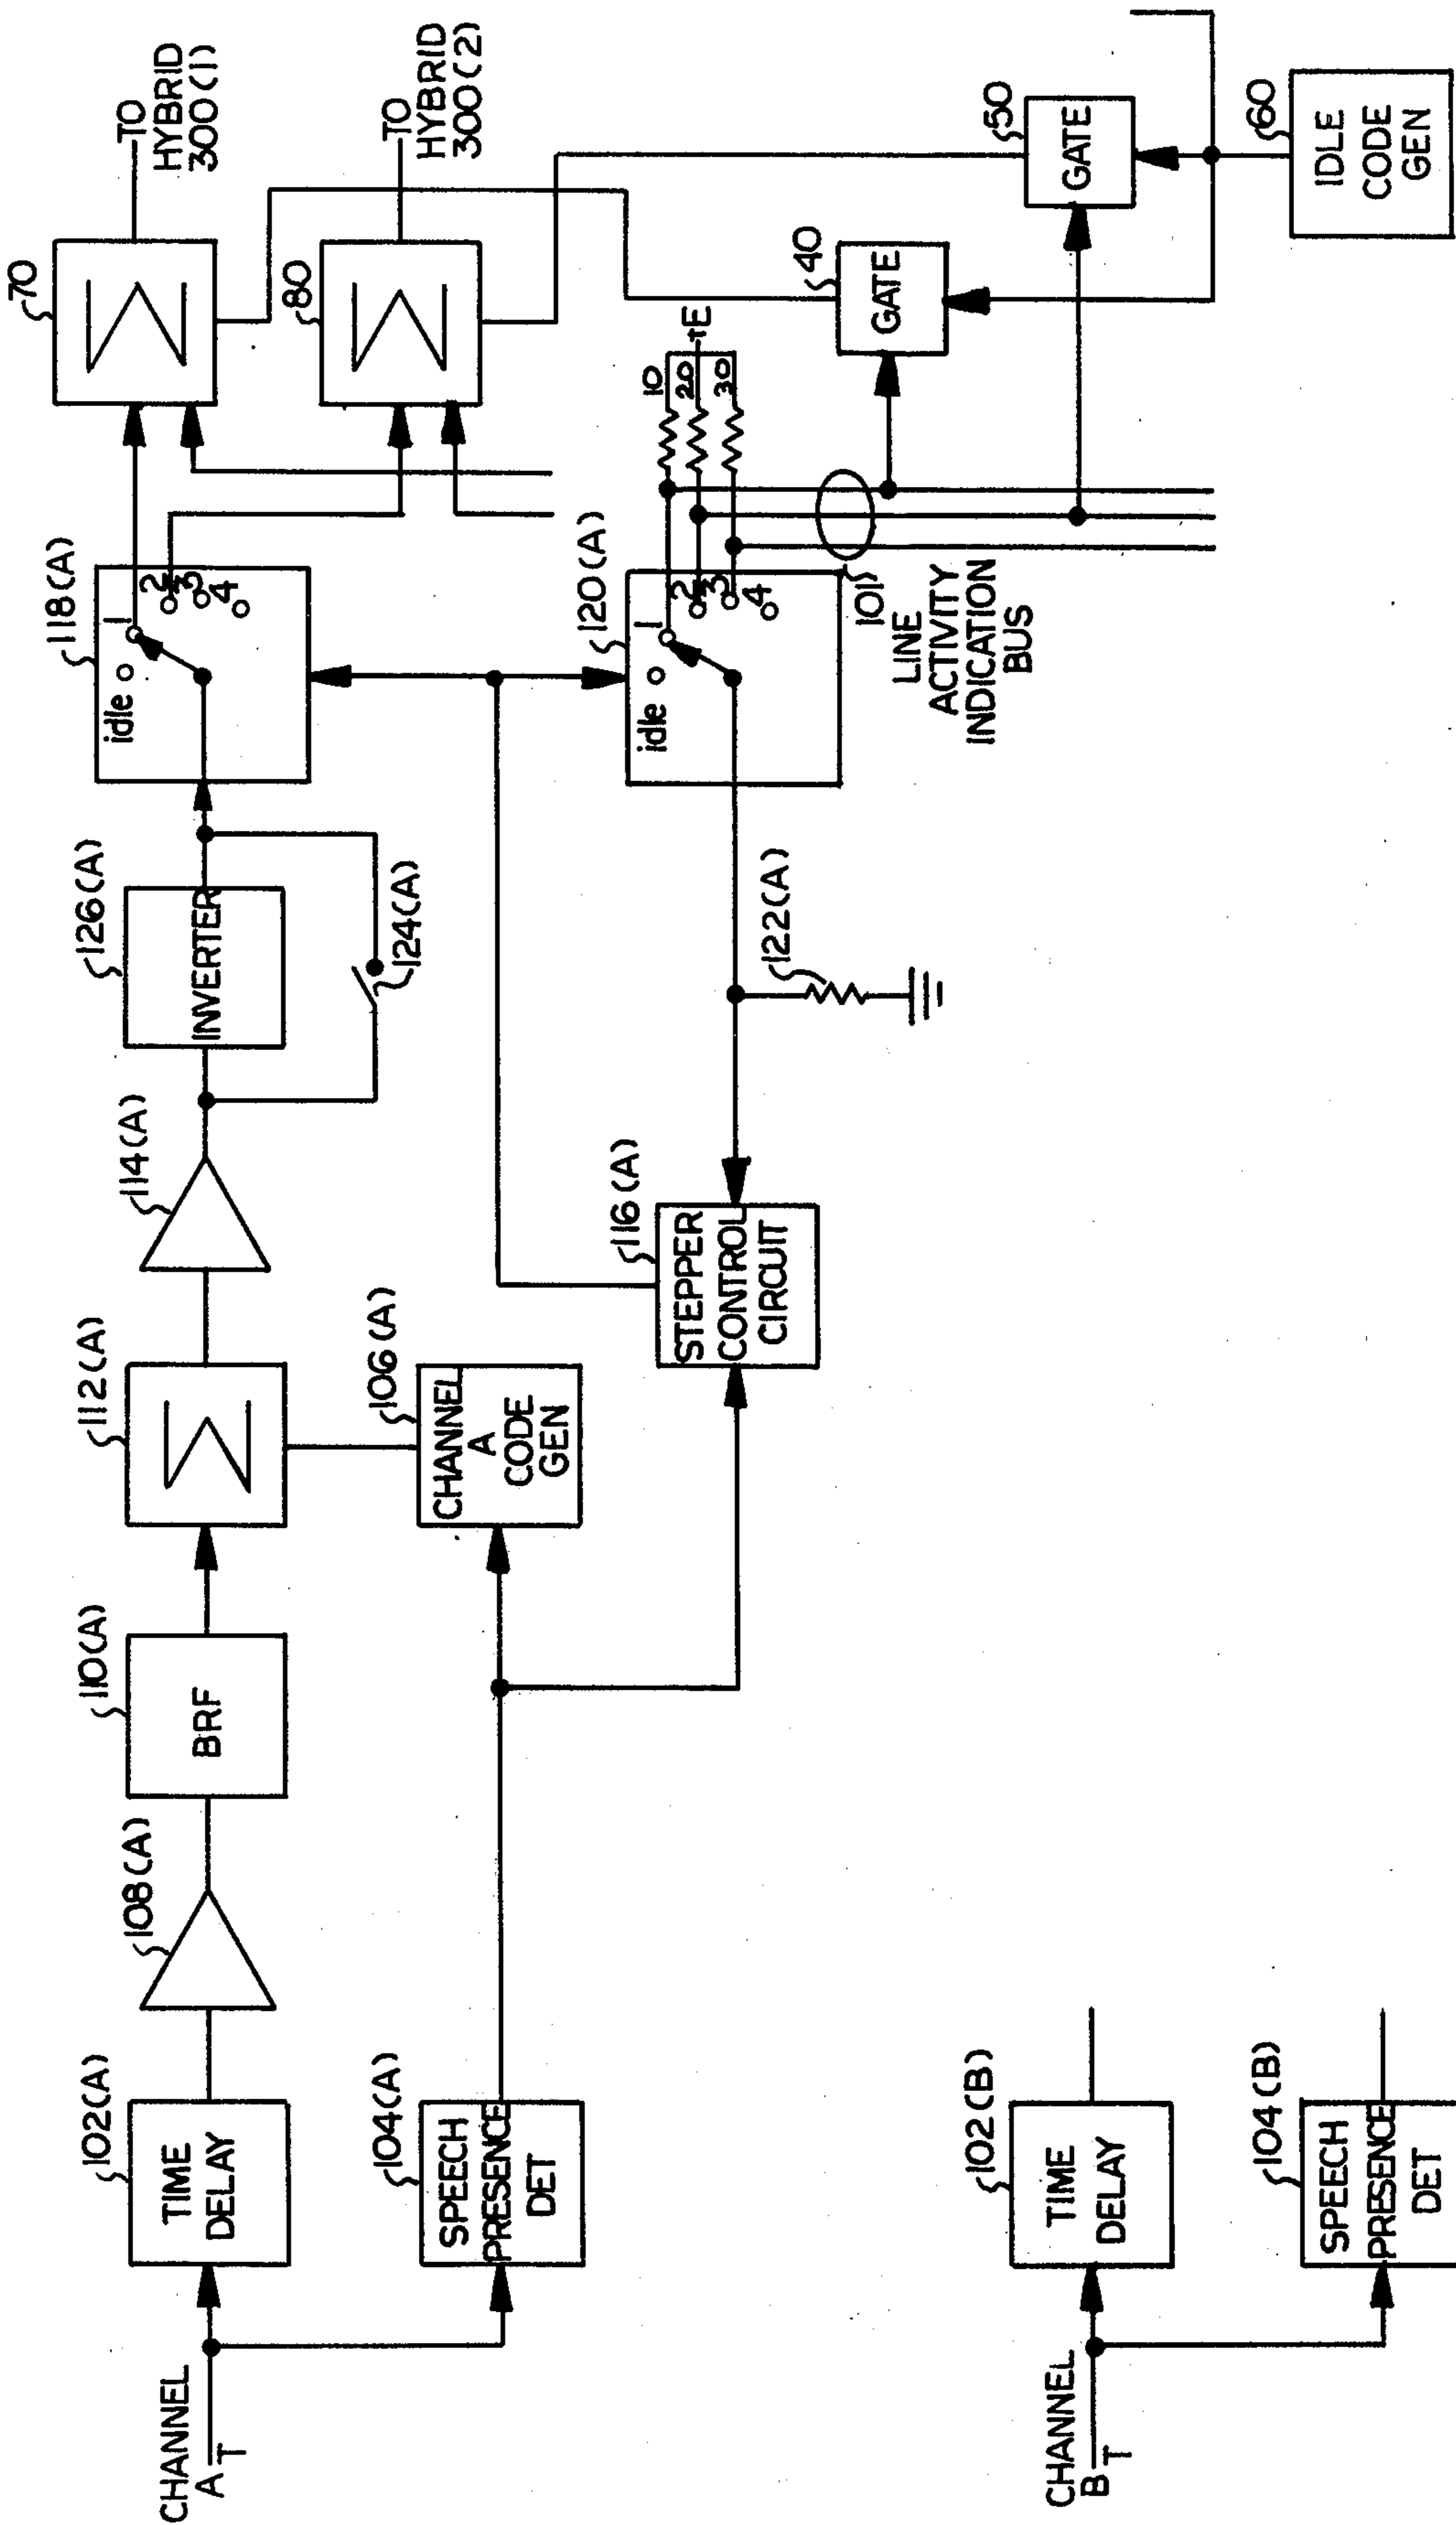 CHANNEL
A
T
102(A)
TIME
DELAY
108(A)
110(A)
BRF
112(A)
Σ
114(A)
126(A)
INVERTER
124(A)
118(A)
idle
1
2
3
4
70
Σ
TO
HYBRID
300(1)
80
Σ
TO
HYBRID
300(2)
104(A)
SPEECH
PRESENCE
DET
106(A)
CHANNEL
A
CODE
GEN
116(A)
STEPPER
CONTROL
CIRCUIT
122(A)
120(A)
idle
1
2
3
4
10
20
30
+E
101
LINE
ACTIVITY
INDICATION
BUS
40
GATE
50
GATE
60
IDLE
CODE
GEN
CHANNEL
B
T
102(B)
TIME
DELAY
104(B)
SPEECH
PRESENCE
DET